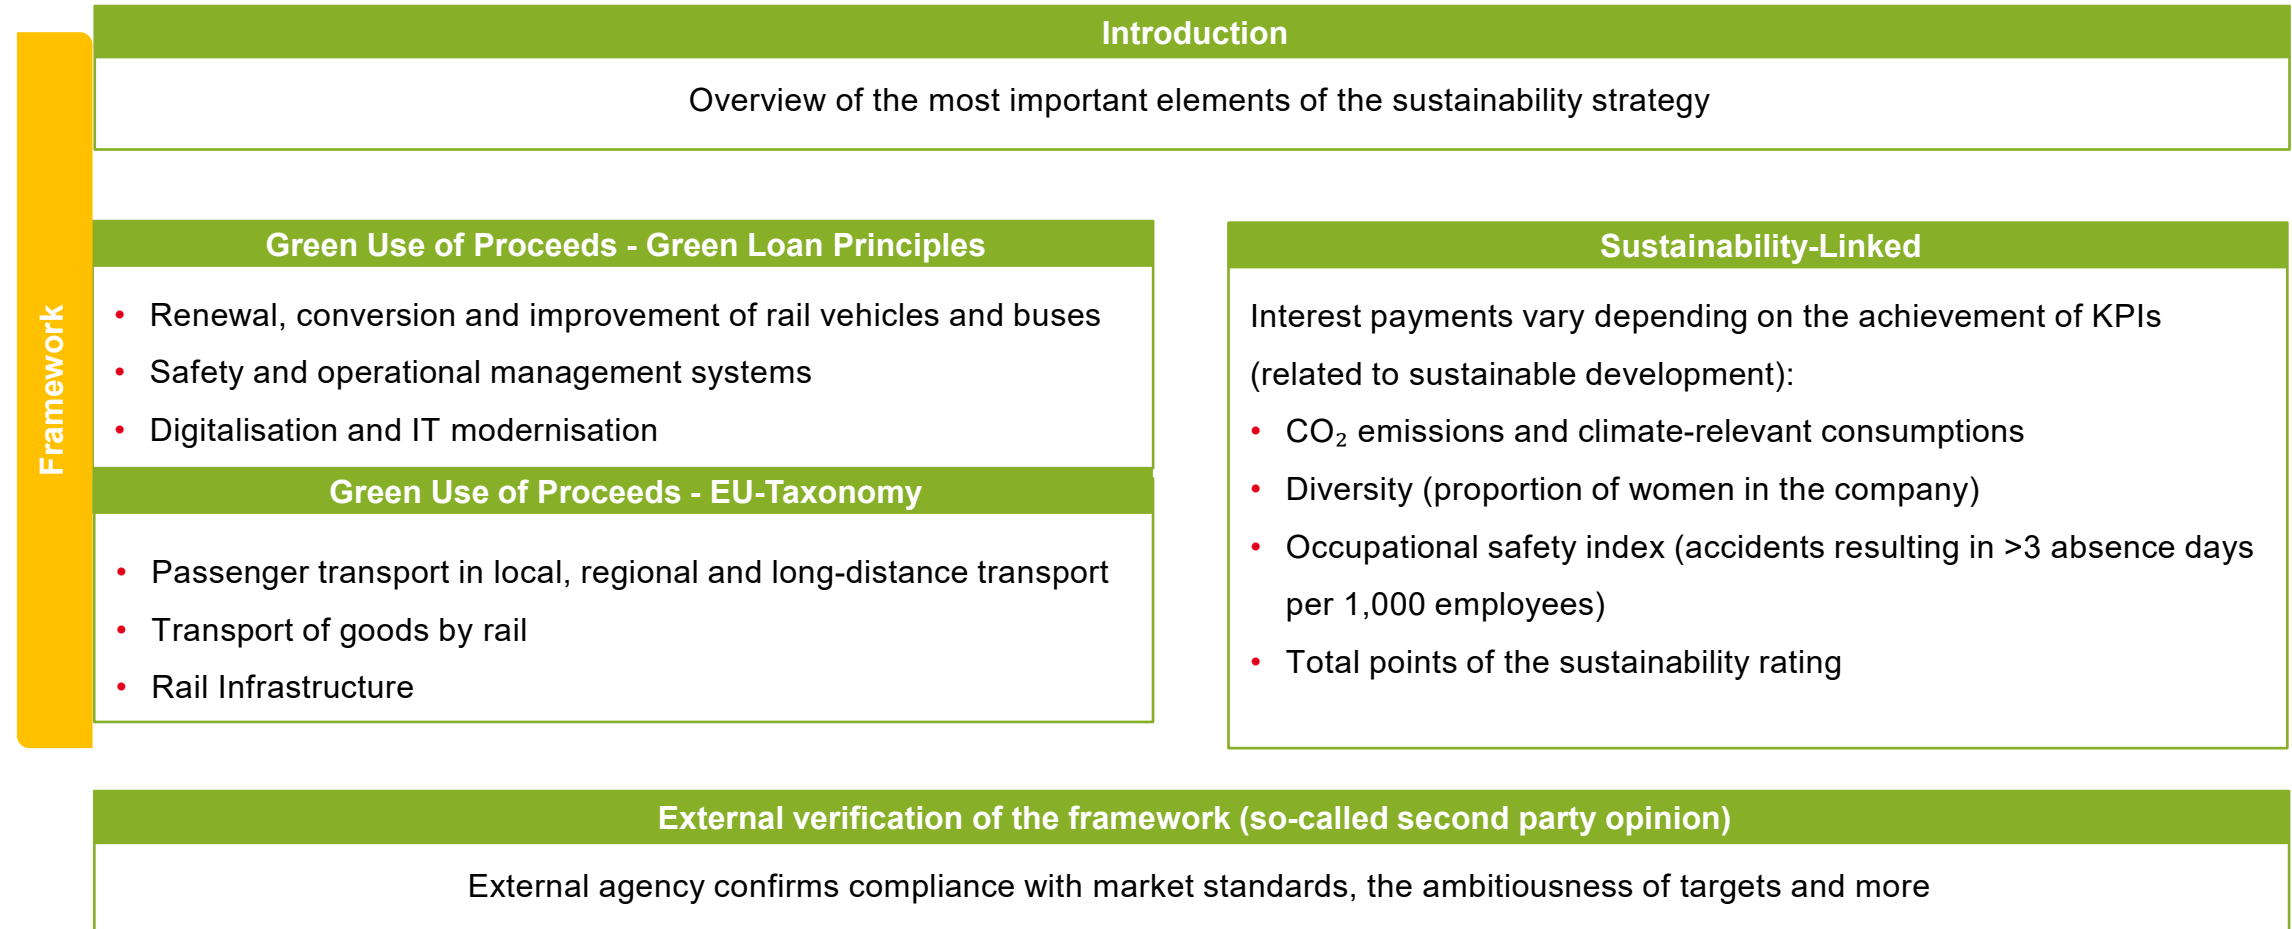 Introduction
Overview of the most important elements of the sustainability strategy
Framework
Green Use of Proceeds - Green Loan Principles
• Renewal, conversion and improvement of rail vehicles and buses
• Safety and operational management systems
• Digitalisation and IT modernisation
Green Use of Proceeds - EU-Taxonomy
• Passenger transport in local, regional and long-distance transport
• Transport of goods by rail
• Rail Infrastructure
Sustainability-Linked
Interest payments vary depending on the achievement of KPIs
(related to sustainable development):
• CO₂ emissions and climate-relevant consumptions
• Diversity (proportion of women in the company)
• Occupational safety index (accidents resulting in >3 absence days
per 1,000 employees)
• Total points of the sustainability rating
External verification of the framework (so-called second party opinion)
External agency confirms compliance with market standards, the ambitiousness of targets and more